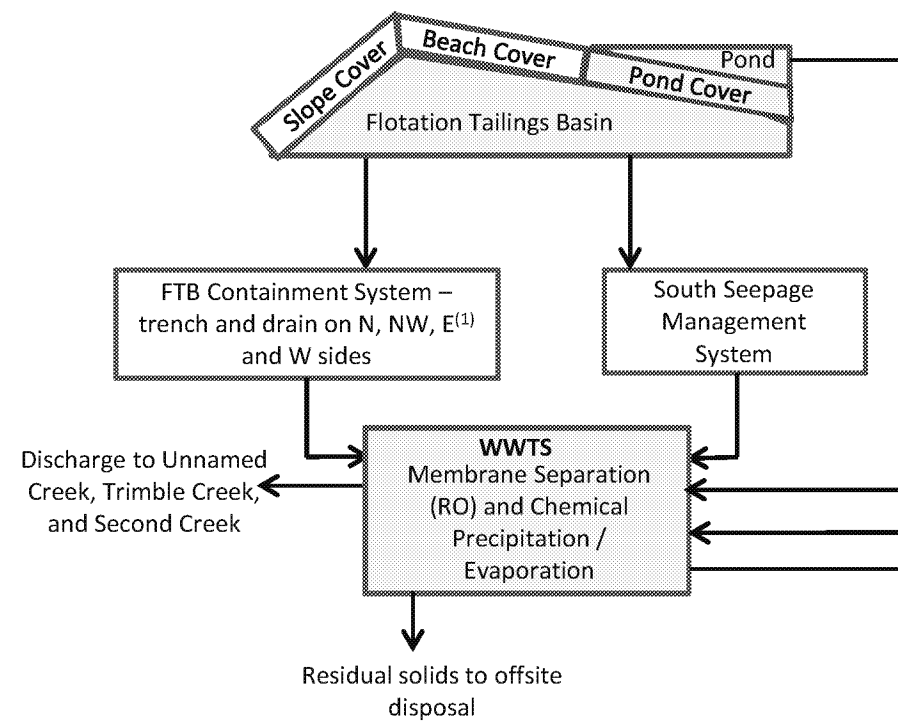 Slope Cover
Beach Cover
Pond
Pond Cover
Flotation Tailings Basin
FTB Containment System –
trench and drain on N, NW, E(1)
and W sides
South Seepage
Management
System
WWTS
Membrane Separation
(RO) and Chemical
Precipitation /
Evaporation
Discharge to Unnamed
Creek, Trimble Creek,
and Second Creek
Residual solids to offsite
disposal